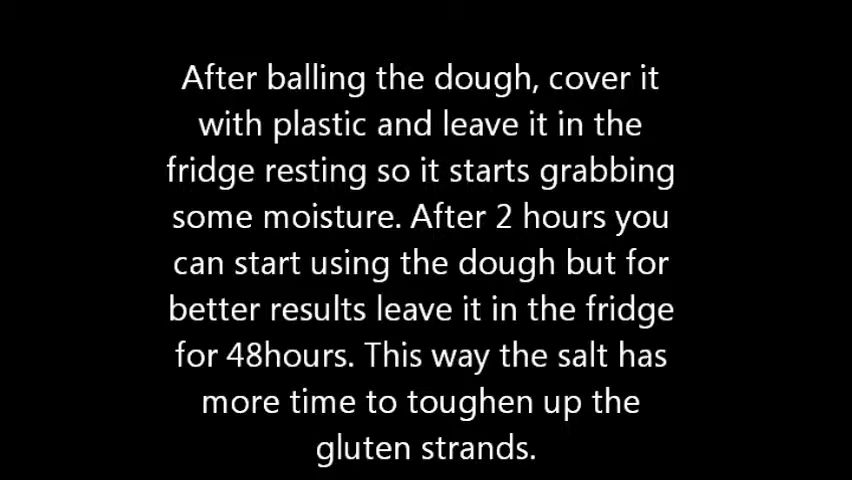 After balling the dough, cover it
with plastic and leave it in the
fridge resting so it starts grabbing
some moisture. After 2 hours you
can start using the dough but for
better results leave it in the fridge
for 48hours. This way the salt has
more time to toughen up the
gluten strands.